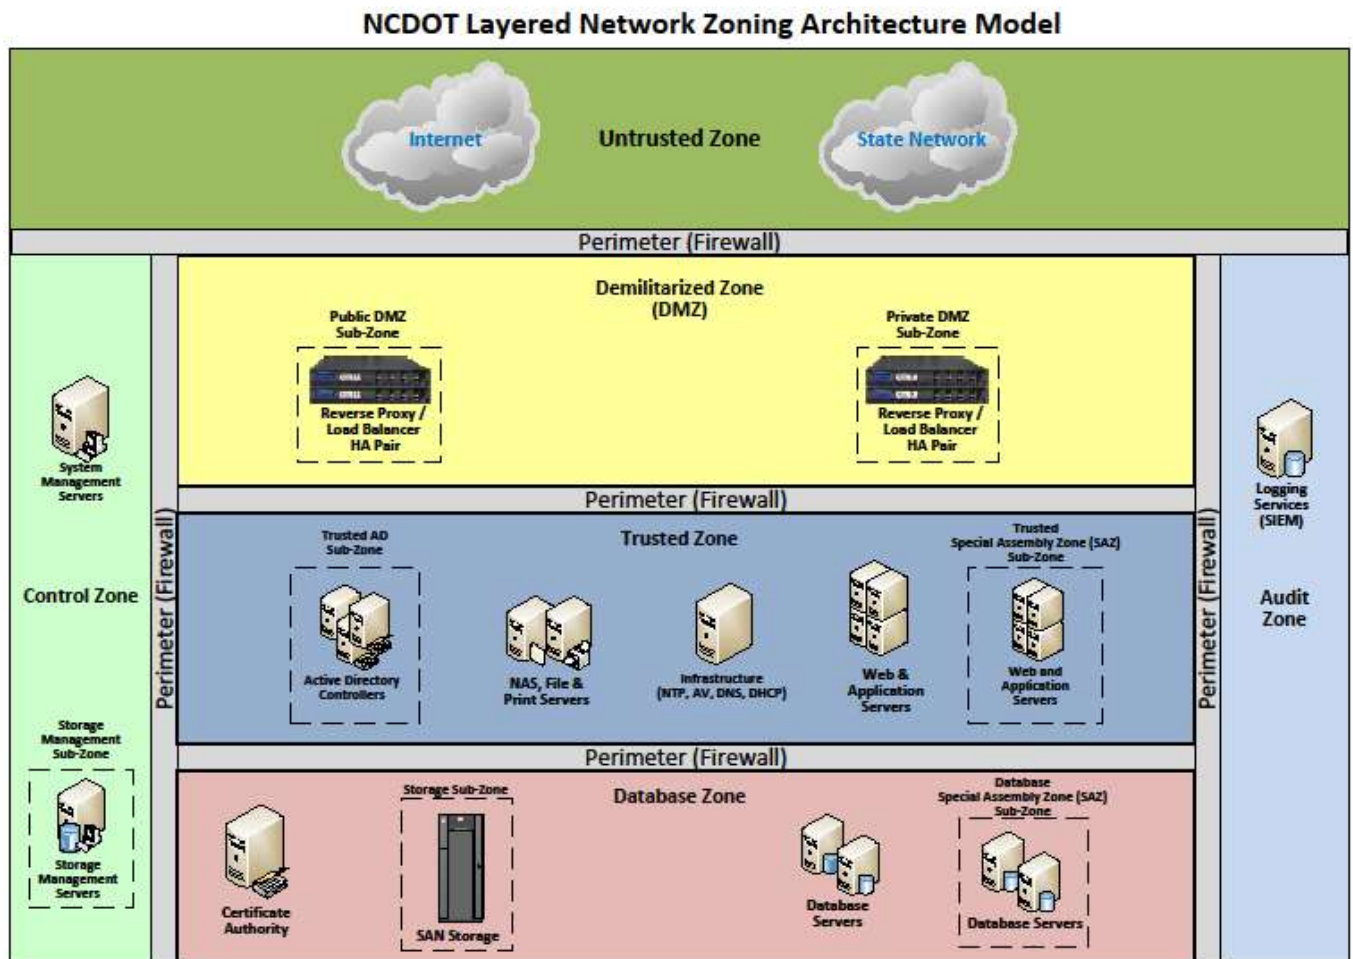 NCDOT Layered Network Zoning Architecture Model
Internet
Untrusted Zone
State Network
Perimeter (Firewall)
Demilitarized Zone
(DMZ)
Public DMZ
Sub-Zone
Reverse Proxy /
Load Balancer
HA Pair
Private DMZ
Sub-Zone
Reverse Proxy /
Load Balancer
HA Pair
System
Management
Servers
Control Zone
Storage
Management
Sub-Zone
Storage
Management
Servers
Perimeter (Firewall)
Perimeter (Firewall)
Trusted Zone
Trusted AD
Sub-Zone
Active Directory
Controllers
NAS, File &
Print Servers
Infrastructure
(NTP, AV, DNS, DHCP)
Web &
Application
Servers
Trusted
Special Assembly Zone (SAZ)
Sub-Zone
Web and
Application
Servers
Perimeter (Firewall)
Logging
Services
(SIEM)
Audit
Zone
Perimeter (Firewall)
Database Zone
Certificate
Authority
Storage Sub-Zone
SAN Storage
Database
Servers
Database
Special Assembly Zone (SAZ)
Sub-Zone
Database Servers